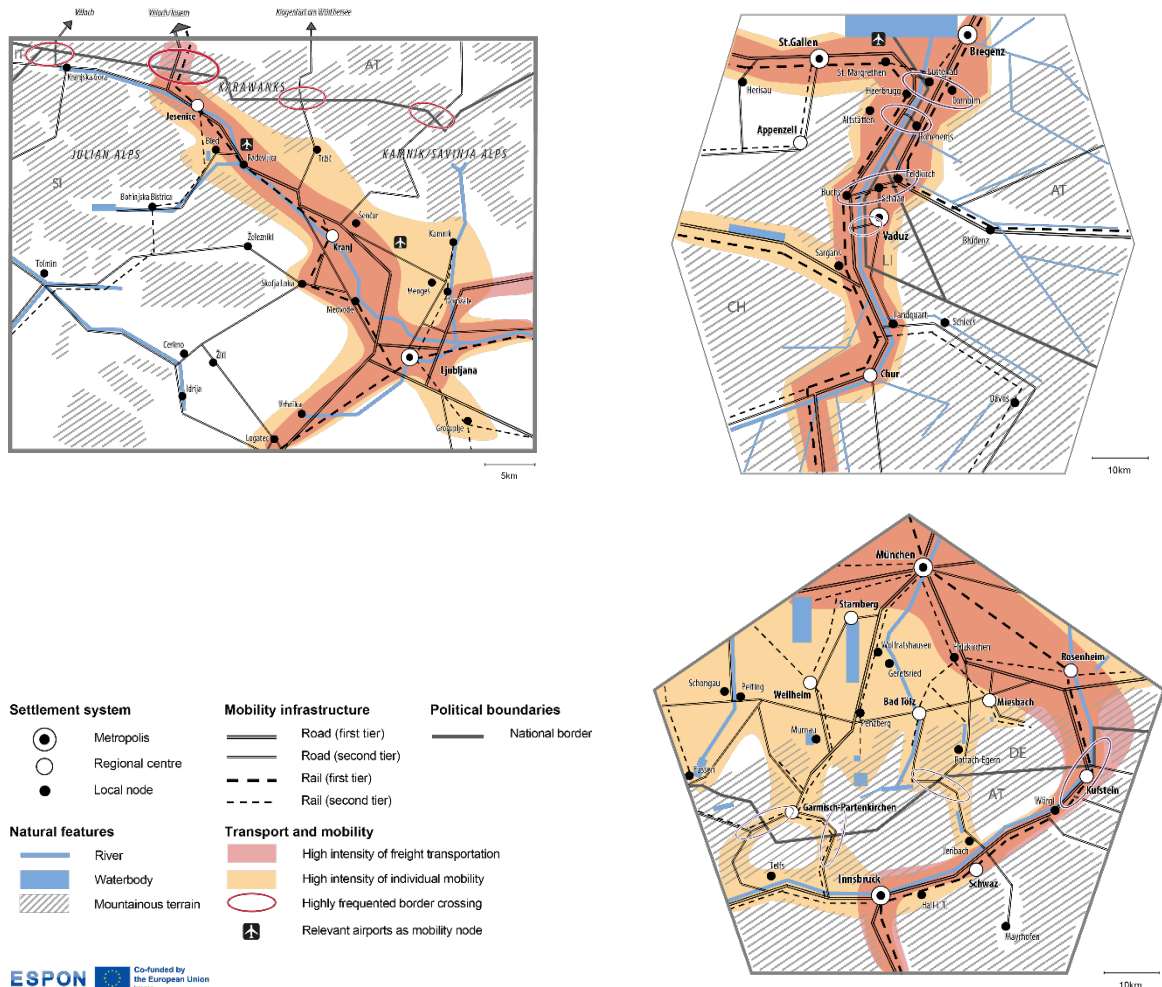 Villach
Villach/Tauern
Klagenfurt am Wörthersee
IT
AT
Kranjska Gora
KARAWANKS
Jesenice
JULIAN ALPS
Bled
Radovljica
Tržič
KAMNIK/SAVINJA ALPS
SI
Bohinjska Bistrica
Šenčur
Železniki
Kranj
Kamnik
Tolmin
Škofja Loka
Menges
Domžale
Medvode
Cerkno
Žiri
Ljubljana
Idrija
Vrhnika
Logatec
Grosuplje
5km
St.Gallen
Bregenz
St. Margrethen
Lustenau
Herisau
Heerbrugg
Dornbirn
Altstätten
Appenzell
Hohenems
Feldkirch
AT
Buchs
Schaan
Vaduz
Bludenz
LI
Sargans
CH
Landquart
Schiers
Chur
Davos
10km
München
Starnberg
Wolfratshausen
Holzkirchen
Rosenheim
Geretsried
Schongau
Peiting
Weilheim
Bad Tölz
Miesbach
Penzberg
Murnau
Rottach-Egern
DE
Füssen
AT
Kufstein
Garmisch-Partenkirchen
Wörgl
Jenbach
Telfs
Innsbruck
Schwaz
Hall i. T.
Mayrhofen
10km
Settlement system
Metropolis
Regional centre
Local node
Natural features
River
Waterbody
Mountainous terrain
Mobility infrastructure
Road (first tier)
Road (second tier)
Rail (first tier)
Rail (second tier)
Transport and mobility
High intensity of freight transportation
High intensity of individual mobility
Highly frequented border crossing
Relevant airports as mobility node
Political boundaries
National border
ESPON
Co-funded by
the European Union